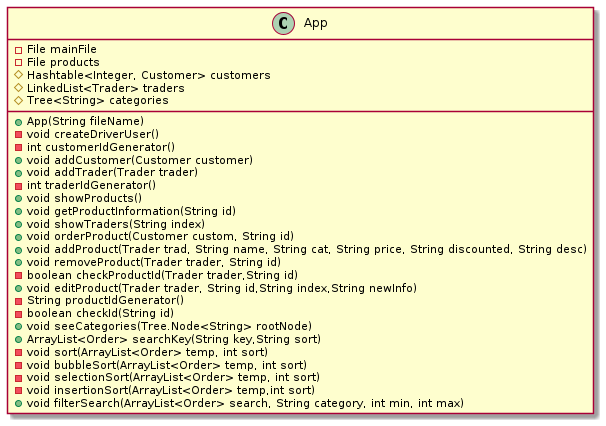 C App
File mainFile
File products
Hashtable<Integer, Customer> customers
LinkedList<Trader> traders
Tree<String> categories
App(String fileName)
void createDriverUser()
int customerIdGenerator()
void addCustomer(Customer customer)
void addTrader(Trader trader)
int traderIdGenerator()
void showProducts()
void getProductInformation(String id)
void showTraders(String index)
void orderProduct(Customer custom, String id)
void addProduct(Trader trad, String name, String cat, String price, String discounted, String desc)
void removeProduct(Trader trader, String id)
boolean checkProductId(Trader trader,String id)
void editProduct(Trader trader, String id,String index,String newInfo)
String productIdGenerator()
boolean checkId(String id)
void seeCategories(Tree.Node<String> rootNode)
ArrayList<Order> searchKey(String key,String sort)
void sort(ArrayList<Order> temp, int sort)
void bubbleSort(ArrayList<Order> temp, int sort)
void selectionSort(ArrayList<Order> temp, int sort)
void insertionSort(ArrayList<Order> temp,int sort)
void filterSearch(ArrayList<Order> search, String category, int min, int max)